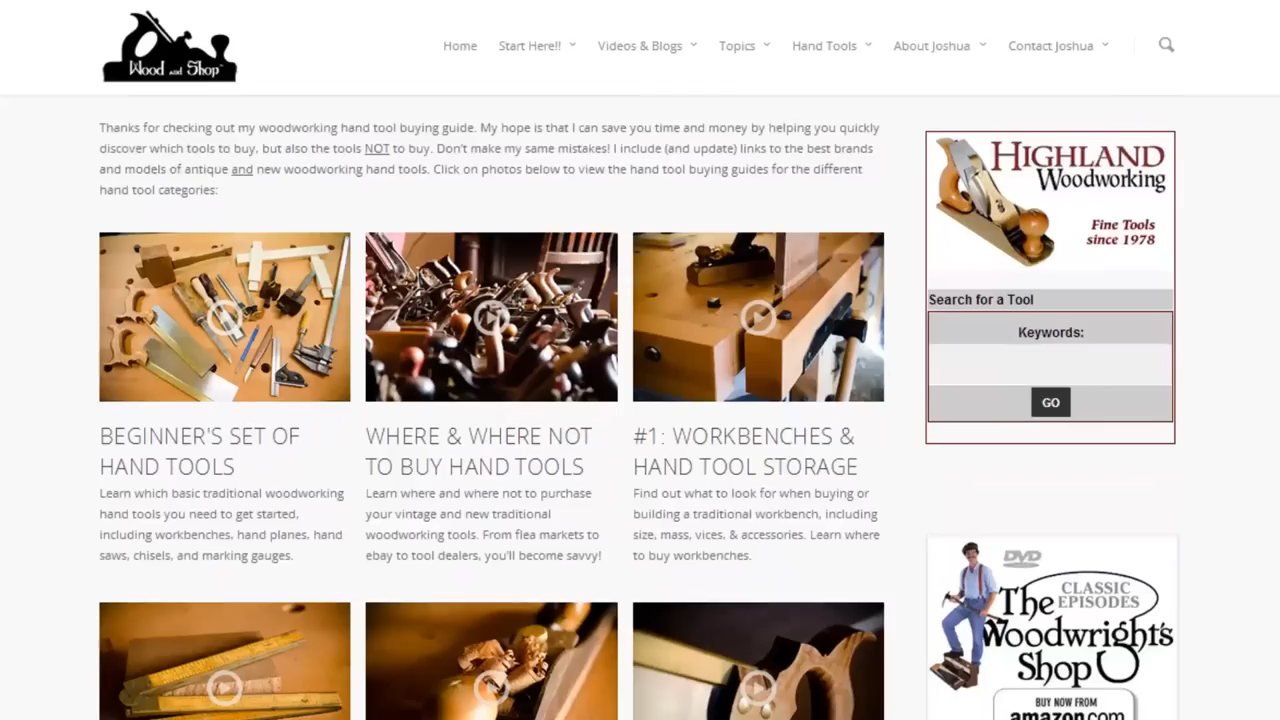 Wood and Shop
Home
Start Here!!
Videos & Blogs
Topics
Hand Tools
About Joshua
Contact Joshua
Thanks for checking out my woodworking hand tool buying guide. My hope is that I can save you time and money by helping you quickly
discover which tools to buy, but also the tools NOT to buy. Don't make my same mistakes! I include (and update) links to the best brands
and models of antique and new woodworking hand tools. Click on photos below to view the hand tool buying guides for the different
hand tool categories:
BEGINNER'S SET OF
HAND TOOLS
Learn which basic traditional woodworking
hand tools you need to get started,
including workbenches, hand planes, hand
saws, chisels, and marking gauges.
WHERE & WHERE NOT
TO BUY HAND TOOLS
Learn where and where not to purchase
your vintage and new traditional
woodworking tools. From flea markets to
ebay to tool dealers, you'll become savvy!
#1: WORKBENCHES &
HAND TOOL STORAGE
Find out what to look for when buying or
building a traditional workbench, including
size, mass, vices, & accessories. Learn where
to buy workbenches.
HIGHLAND
Woodworking
Fine Tools
since 1978
Search for a Tool
Keywords:
GO
DVD
CLASSIC
EPISODES
The
Woodwright's
Shop
BUY NOW FROM
amazon.com